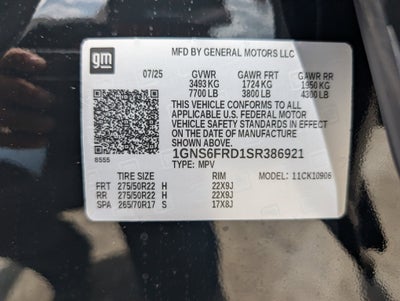 gm
MFD BY GENERAL MOTORS LLC
07/25 GVWR GAWR FRT GAWR RR
3493 KG 1724 KG 1950 KG
7700 LB 3800 LB 4300 LB
THIS VEHICLE CONFORMS TO ALL
APPLICABLE U.S. FEDERAL MOTOR
VEHICLE SAFETY STANDARDS IN EFFECT
ON THE DATE OF MANUFACTURE
SHOWN ABOVE.
1GNS6FRD1SR386921
8555 TYPE: MPV
TIRE SIZE RIM MODEL: 11CK10906
FRT 275/50R22 H 22X9J
RR 275/50R22 H 22X9J
SPA 265/70R17 S 17X8J